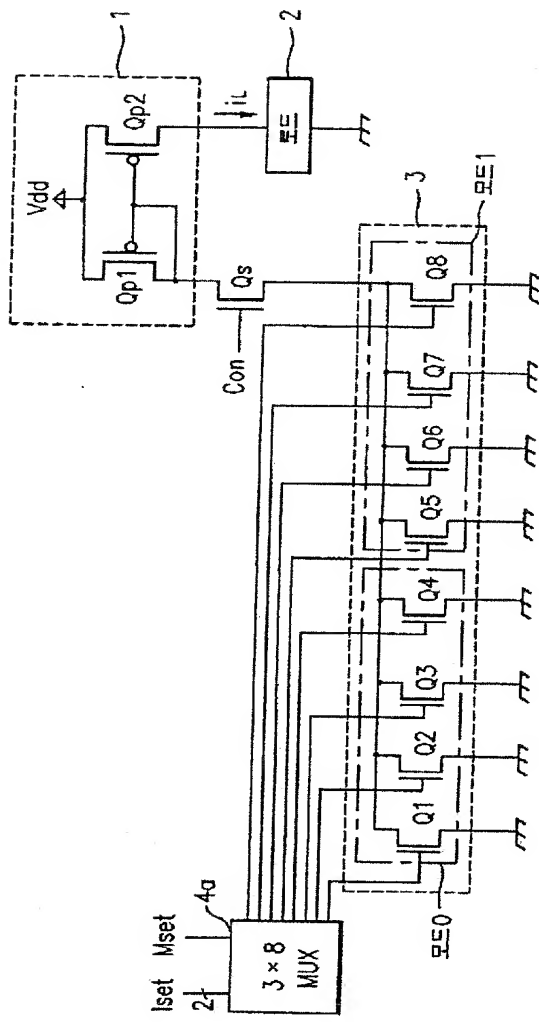 1
Vdd
Qp1
Qp2
2
iL
로드
Con
Qs
3
모드1
Q1
Q2
Q3
Q4
Q5
Q6
Q7
Q8
모드0
Iset
Mset
2
4a
3 × 8
MUX